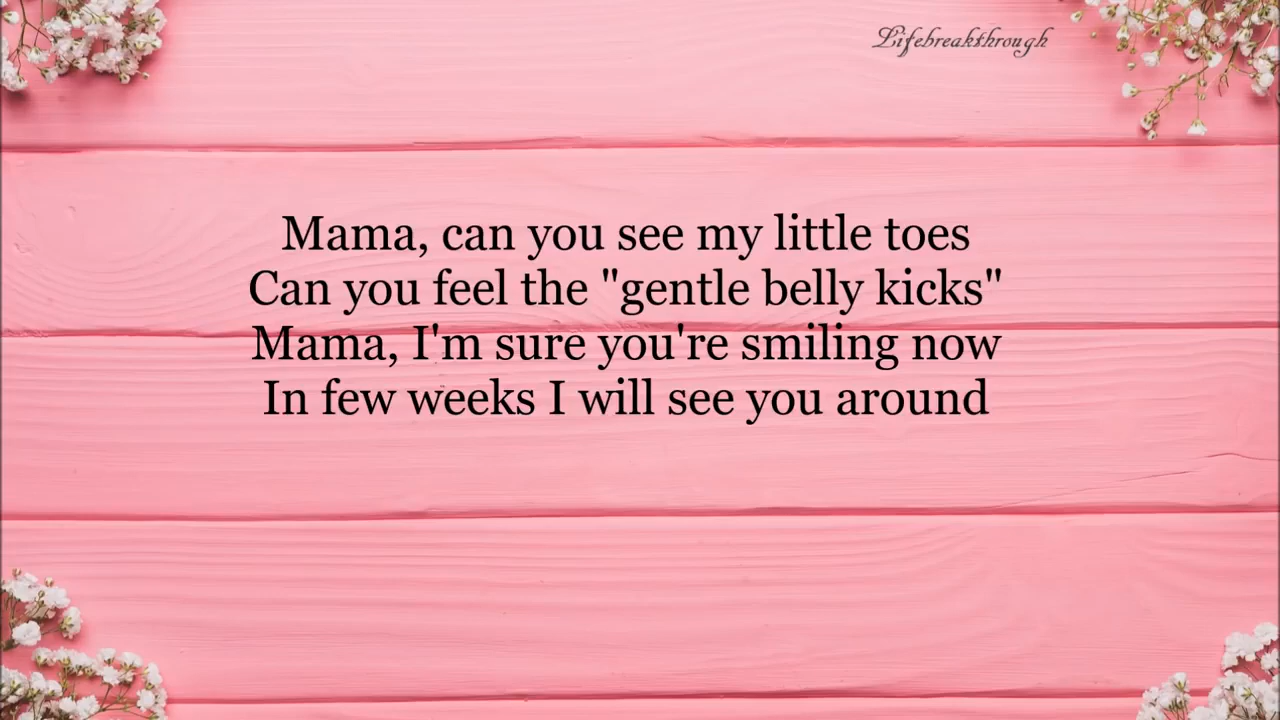 Lifebreakthrough
Mama, can you see my little toes
Can you feel the "gentle belly kicks"
Mama, I'm sure you're smiling now
In few weeks I will see you around